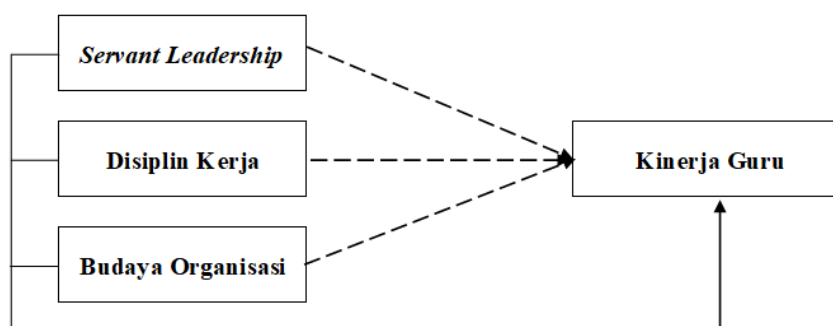 Servant Leadership
Disiplin Kerja
Kinerja Guru
Budaya Organisasi